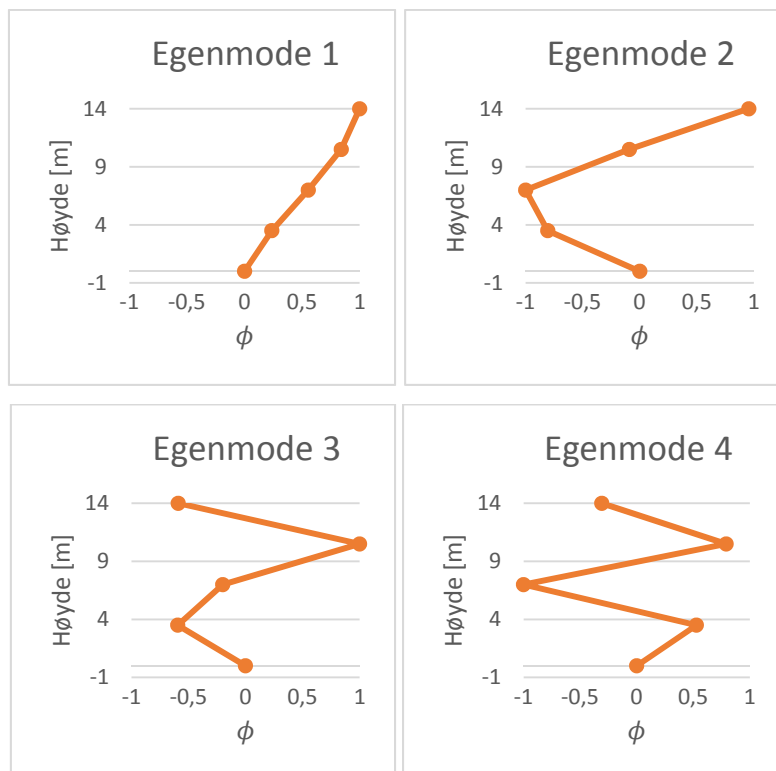 Egenmode 1
14
9
4
-1
Høyde [m]
-1 -0,5 0 0,5 1
ϕ
Egenmode 2
14
9
4
-1
Høyde [m]
-1 -0,5 0 0,5 1
ϕ
Egenmode 3
14
9
4
-1
Høyde [m]
-1 -0,5 0 0,5 1
ϕ
Egenmode 4
14
9
4
-1
Høyde [m]
-1 -0,5 0 0,5 1
ϕ